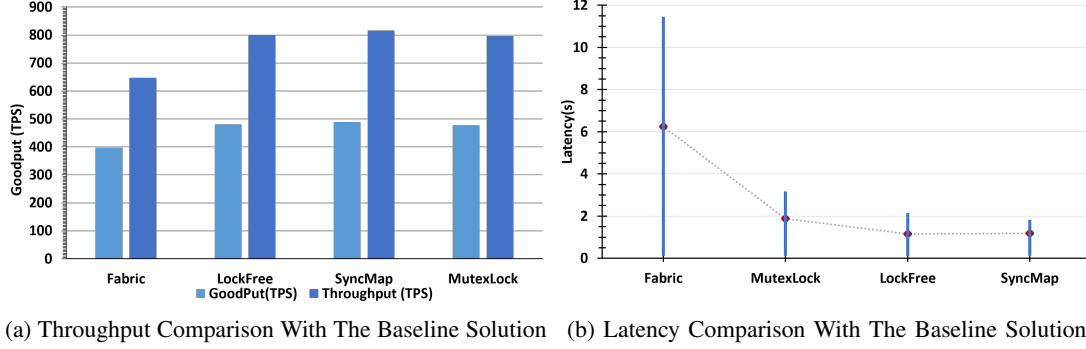 900
800
700
600
500
400
300
200
100
0
Goodput (TPS)
Fabric LockFree SyncMap MutexLock
GoodPut(TPS) Throughput (TPS)
12
10
8
6
4
2
0
Latency(s)
Fabric MutexLock LockFree SyncMap
(a) Throughput Comparison With The Baseline Solution (b) Latency Comparison With The Baseline Solution